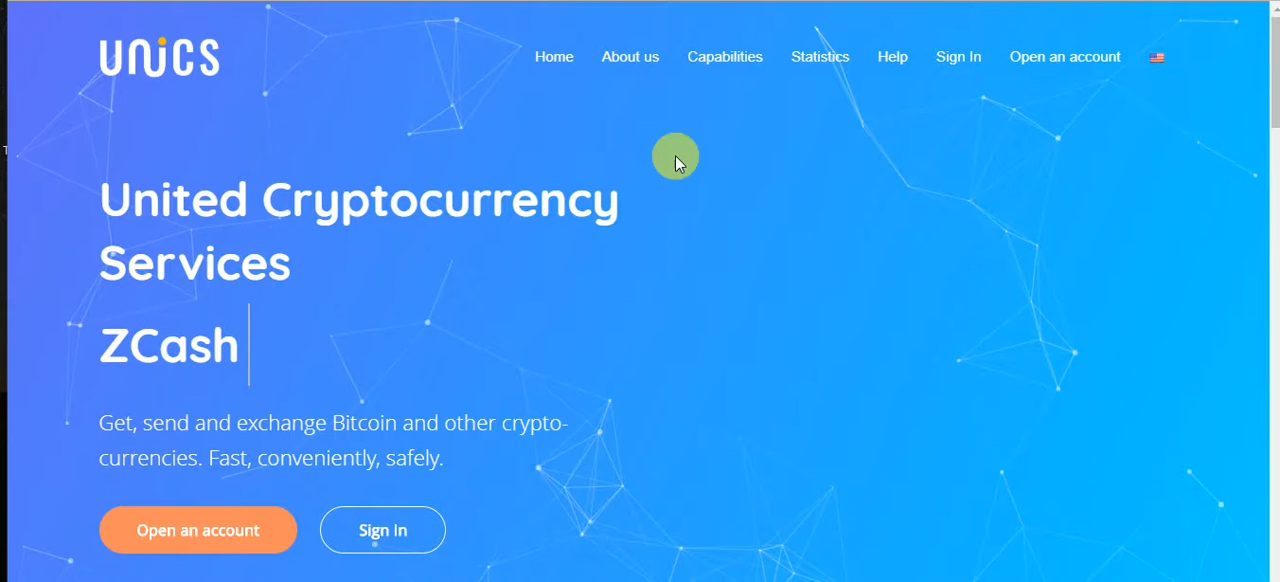 UNiCS
Home About us Capabilities Statistics Help Sign In Open an account
United Cryptocurrency
Services
ZCash
Get, send and exchange Bitcoin and other crypto-
currencies. Fast, conveniently, safely.
Open an account Sign In